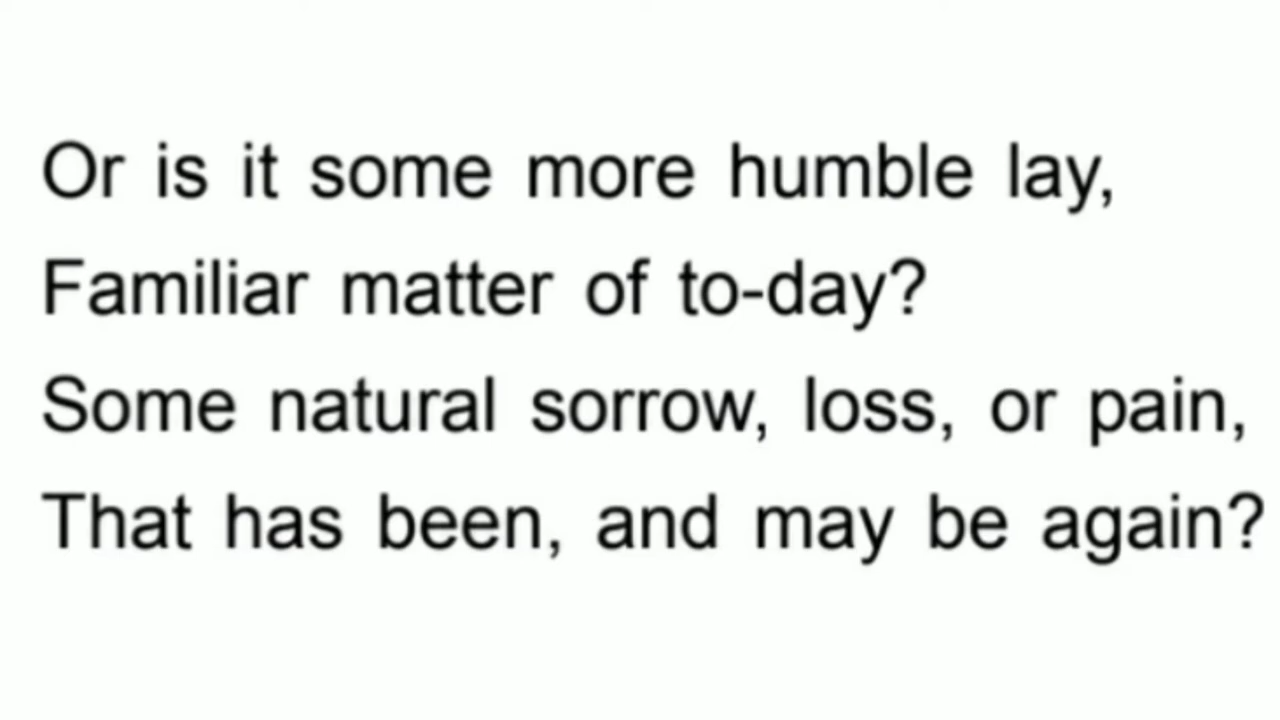 Or is it some more humble lay,
Familiar matter of to-day?
Some natural sorrow, loss, or pain,
That has been, and may be again?